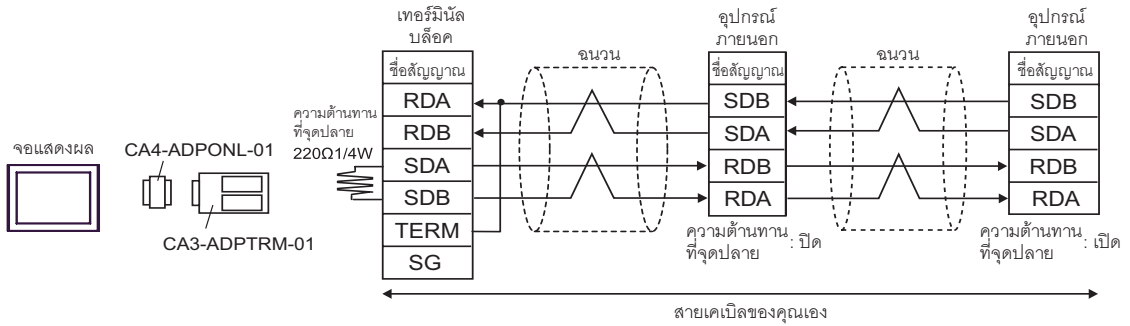 เทอร์มินัล
บล็อค
ชื่อสัญญาณ
RDA
RDB
SDA
SDB
TERM
SG
ความต้านทาน
ที่จุดปลาย
220Ω1/4W
จอแสดงผล
CA4-ADPONL-01
CA3-ADPTRM-01
ฉนวน
อุปกรณ์
ภายนอก
ชื่อสัญญาณ
SDB
SDA
RDB
RDA
ความต้านทาน
ที่จุดปลาย : ปิด
ฉนวน
อุปกรณ์
ภายนอก
ชื่อสัญญาณ
SDB
SDA
RDB
RDA
ความต้านทาน
ที่จุดปลาย : เปิด
สายเคเบิลของคุณเอง